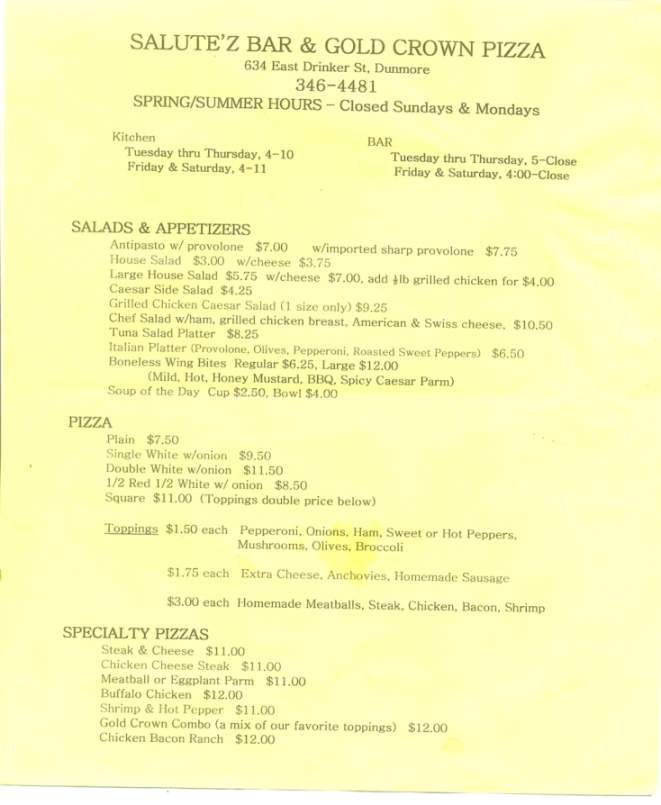 SALUTE'Z BAR & GOLD CROWN PIZZA
634 East Drinker St, Dunmore
346-4481
SPRING/SUMMER HOURS - Closed Sundays & Mondays
Kitchen
Tuesday thru Thursday, 4-10
Friday & Saturday, 4-11
BAR
Tuesday thru Thursday, 5-Close
Friday & Saturday, 4:00-Close
SALADS & APPETIZERS
Antipasto w/ provolone $7.00 w/imported sharp provolone $7.75
House Salad $3.00 w/cheese $3.75
Large House Salad $5.75 w/cheese $7.00, add ½lb grilled chicken for $4.00
Caesar Side Salad $4.25
Grilled Chicken Caesar Salad (1 size only) $9.25
Chef Salad w/ham, grilled chicken breast, American & Swiss cheese, $10.50
Tuna Salad Platter $8.25
Italian Platter (Provolone, Olives, Pepperoni, Roasted Sweet Peppers) $6.50
Boneless Wing Bites Regular $6.25, Large $12.00
(Mild, Hot, Honey Mustard, BBQ, Spicy Caesar Parm)
Soup of the Day Cup $2.50, Bowl $4.00
PIZZA
Plain $7.50
Single White w/onion $9.50
Double White w/onion $11.50
1/2 Red 1/2 White w/ onion $8.50
Square $11.00 (Toppings double price below)
Toppings $1.50 each Pepperoni, Onions, Ham, Sweet or Hot Peppers,
Mushrooms, Olives, Broccoli
$1.75 each Extra Cheese, Anchovies, Homemade Sausage
$3.00 each Homemade Meatballs, Steak, Chicken, Bacon, Shrimp
SPECIALTY PIZZAS
Steak & Cheese $11.00
Chicken Cheese Steak $11.00
Meatball or Eggplant Parm $11.00
Buffalo Chicken $12.00
Shrimp & Hot Pepper $11.00
Gold Crown Combo (a mix of our favorite toppings) $12.00
Chicken Bacon Ranch $12.00